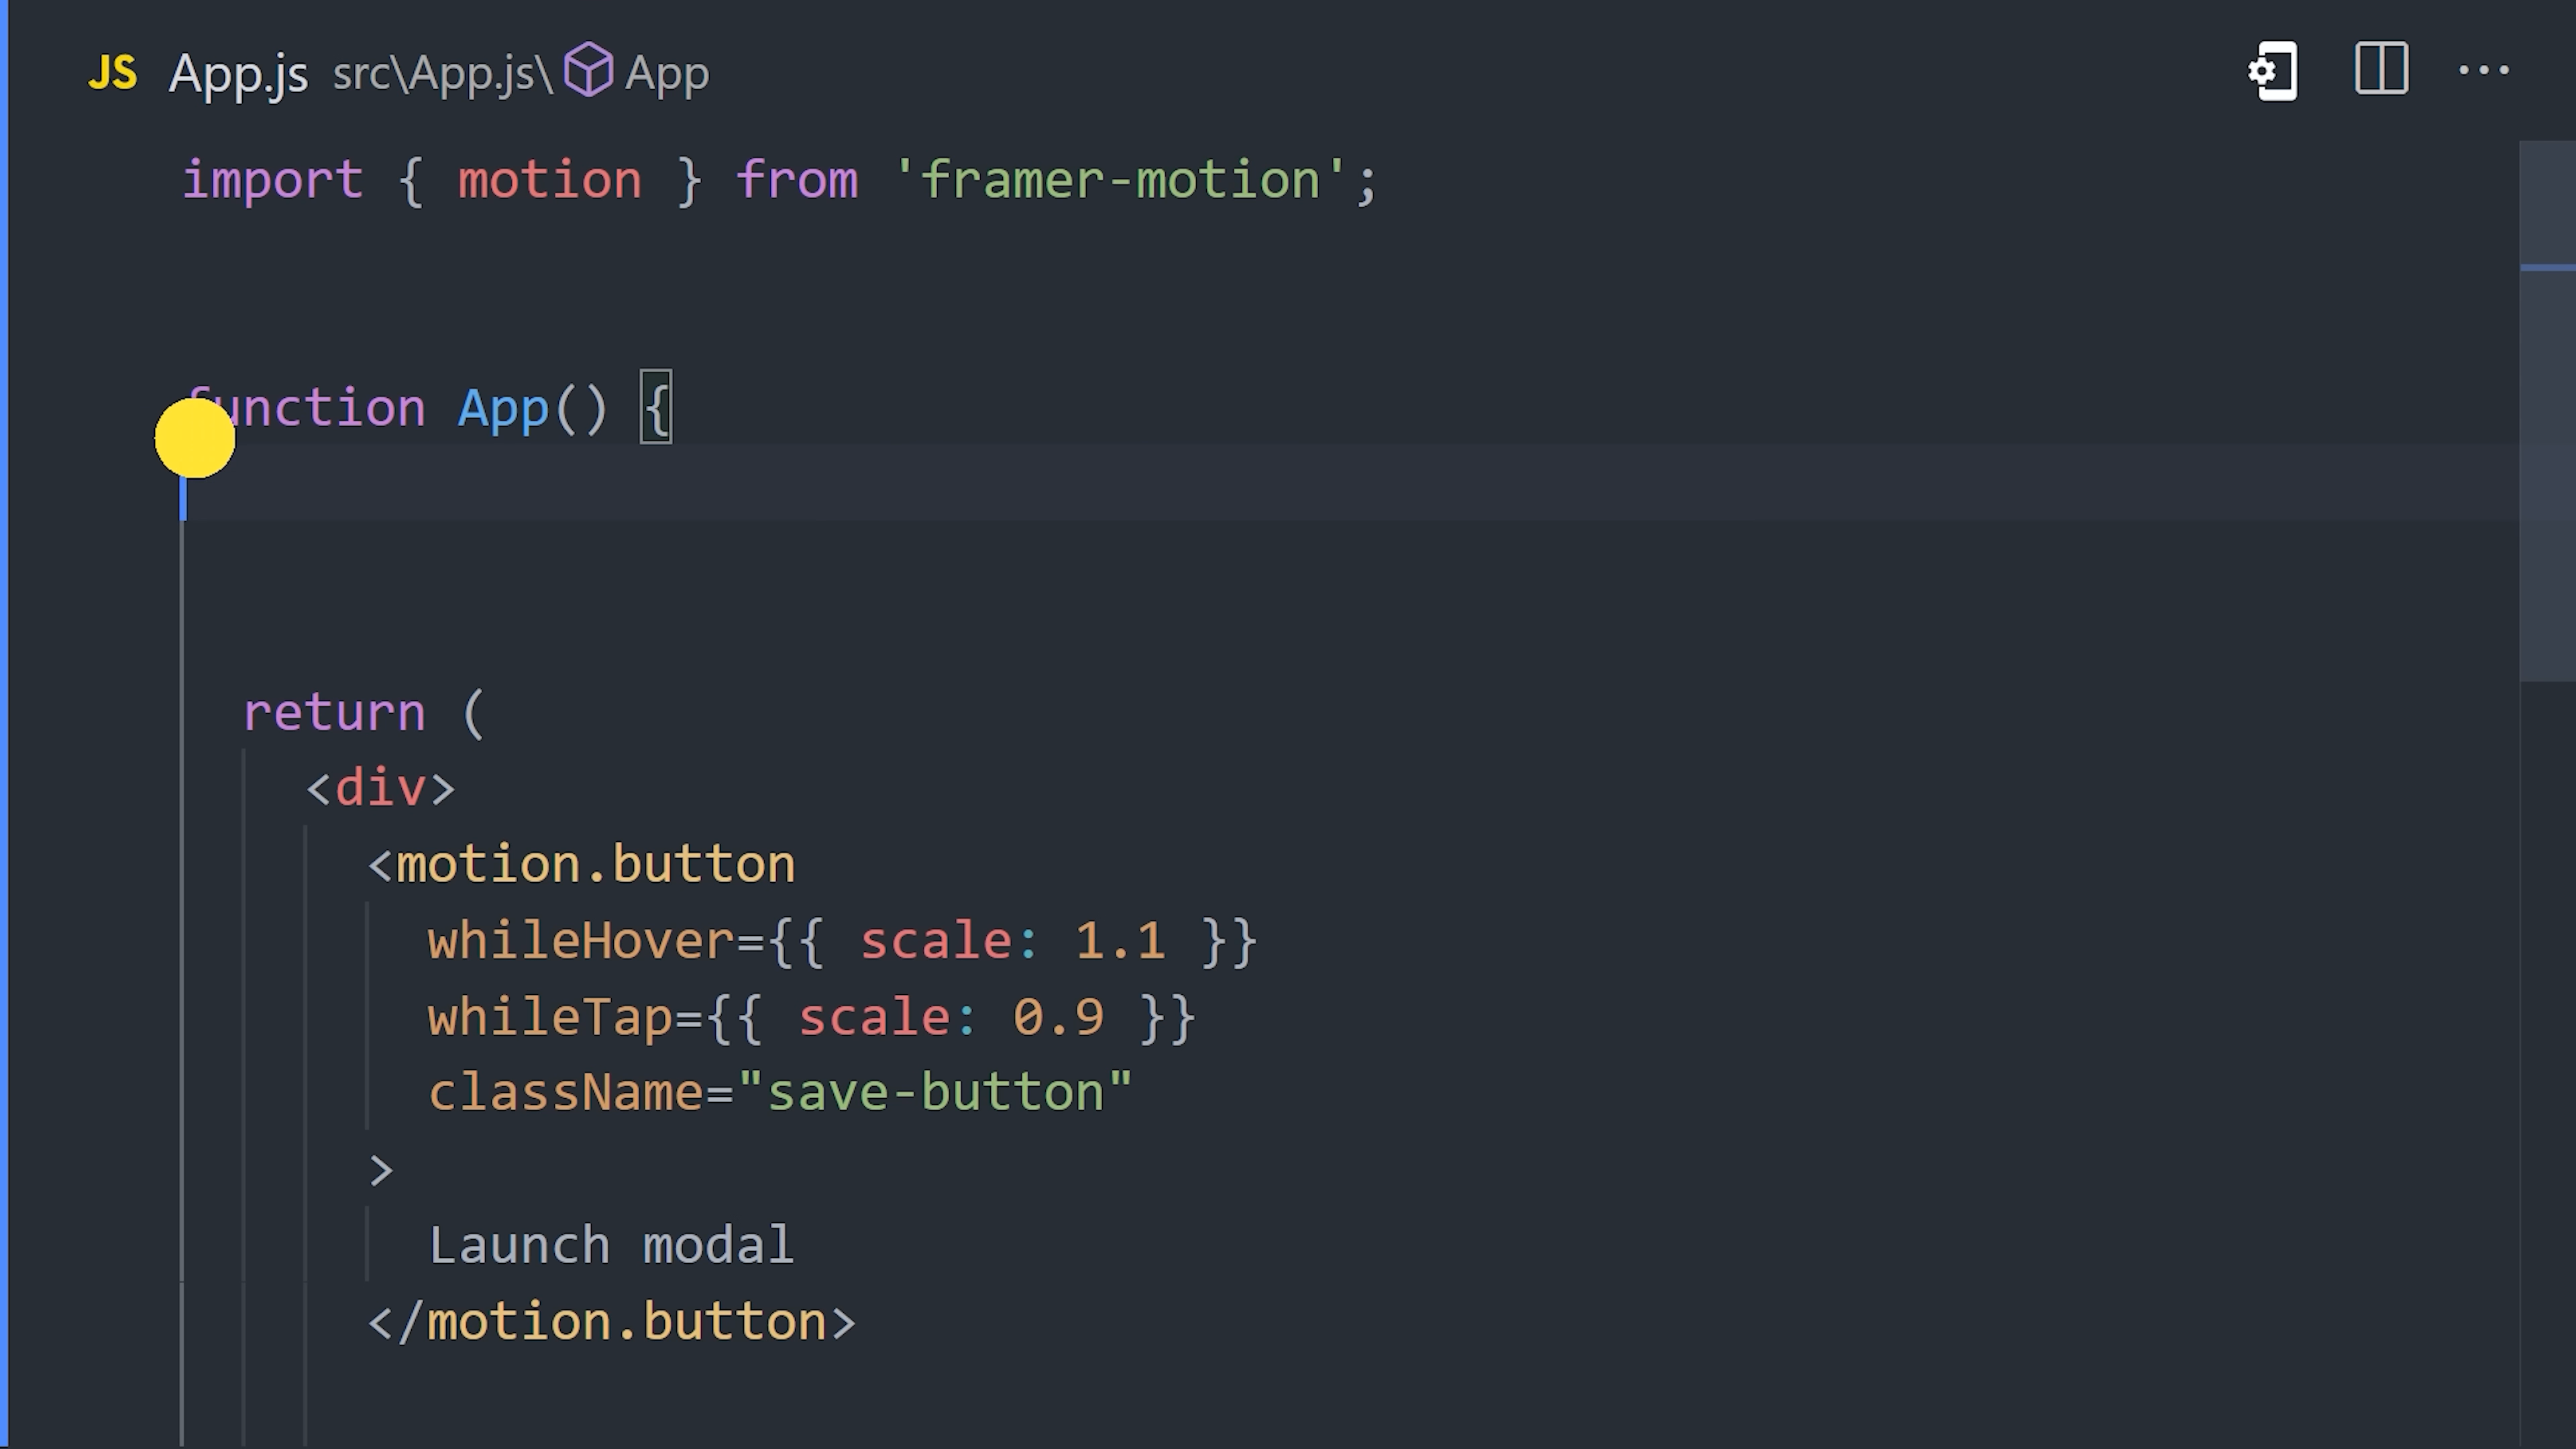 JS App.js src\App.js\ App
import { motion } from 'framer-motion';
function App() {
return (
<div>
<motion.button
whileHover={{ scale: 1.1 }}
whileTap={{ scale: 0.9 }}
className="save-button"
>
Launch modal
</motion.button>